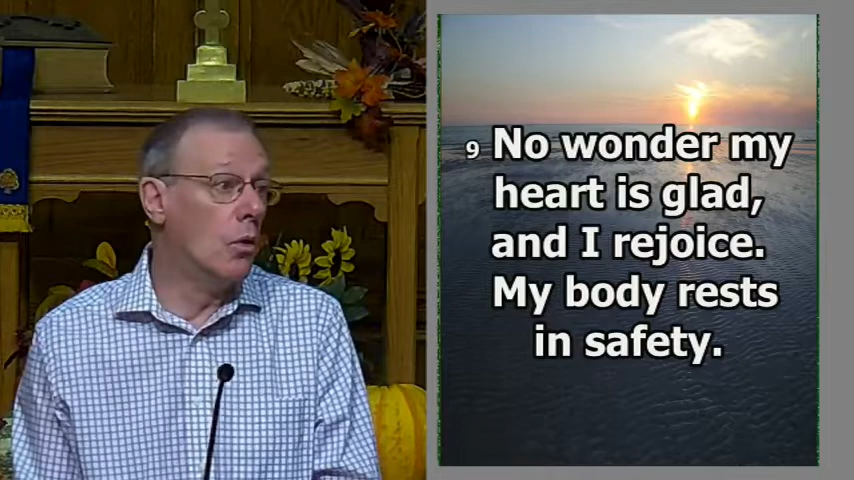 9 No wonder my
heart is glad,
and I rejoice.
My body rests
in safety.